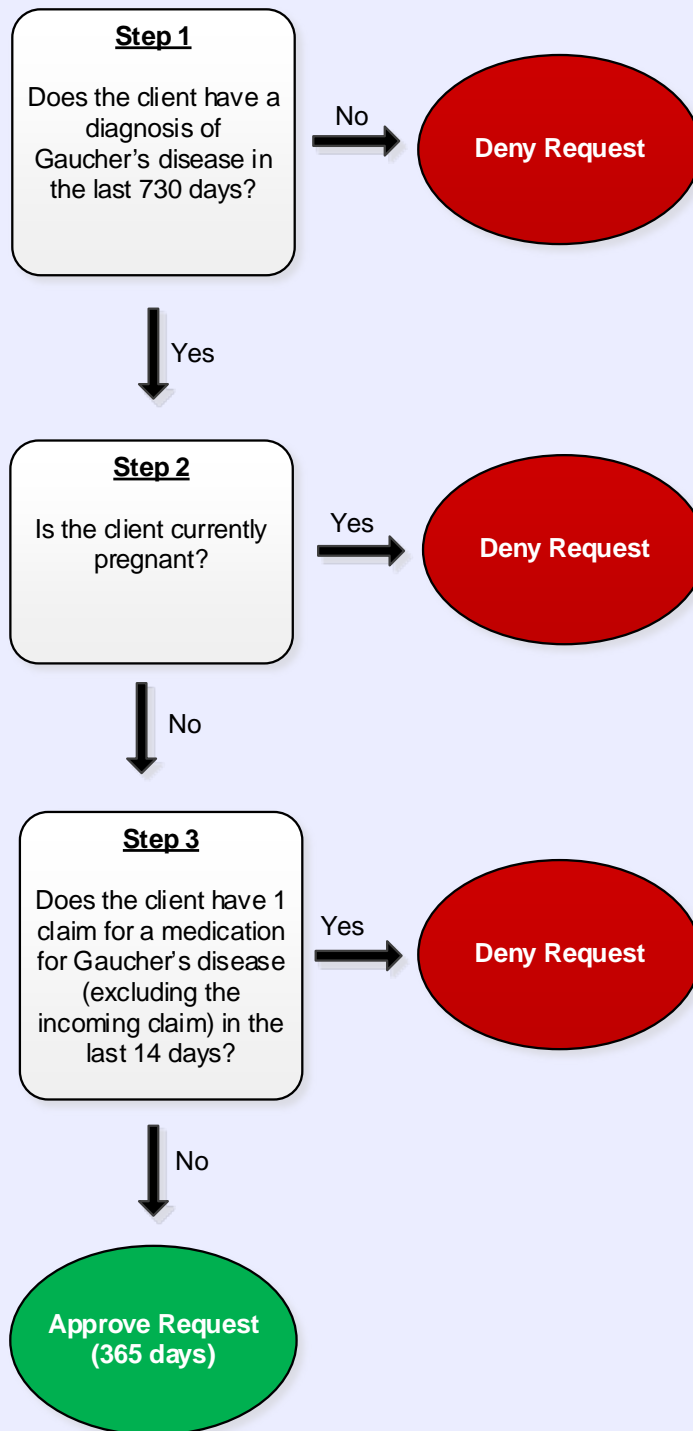 Step 1
Does the client have a
diagnosis of
Gaucher’s disease in
the last 730 days?
No
Deny Request
Yes
Step 2
Is the client currently
pregnant?
Yes
Deny Request
No
Step 3
Does the client have 1
claim for a medication
for Gaucher’s disease
(excluding the
incoming claim) in the
last 14 days?
Yes
Deny Request
No
Approve Request
(365 days)